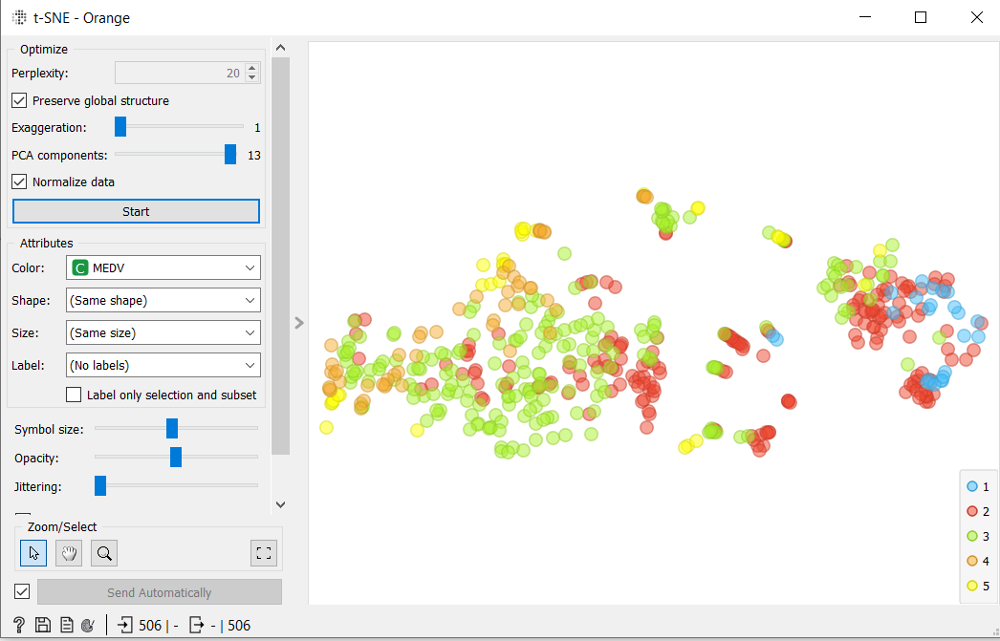 t-SNE - Orange
Optimize
Perplexity: 20
Preserve global structure
Exaggeration: 1
PCA components: 13
Normalize data
Start
Attributes
Color: C MEDV
Shape: (Same shape)
Size: (Same size)
Label: (No labels)
Label only selection and subset
Symbol size:
Opacity:
Jittering:
Zoom/Select
Send Automatically
? 506 | - - | 506
1
2
3
4
5